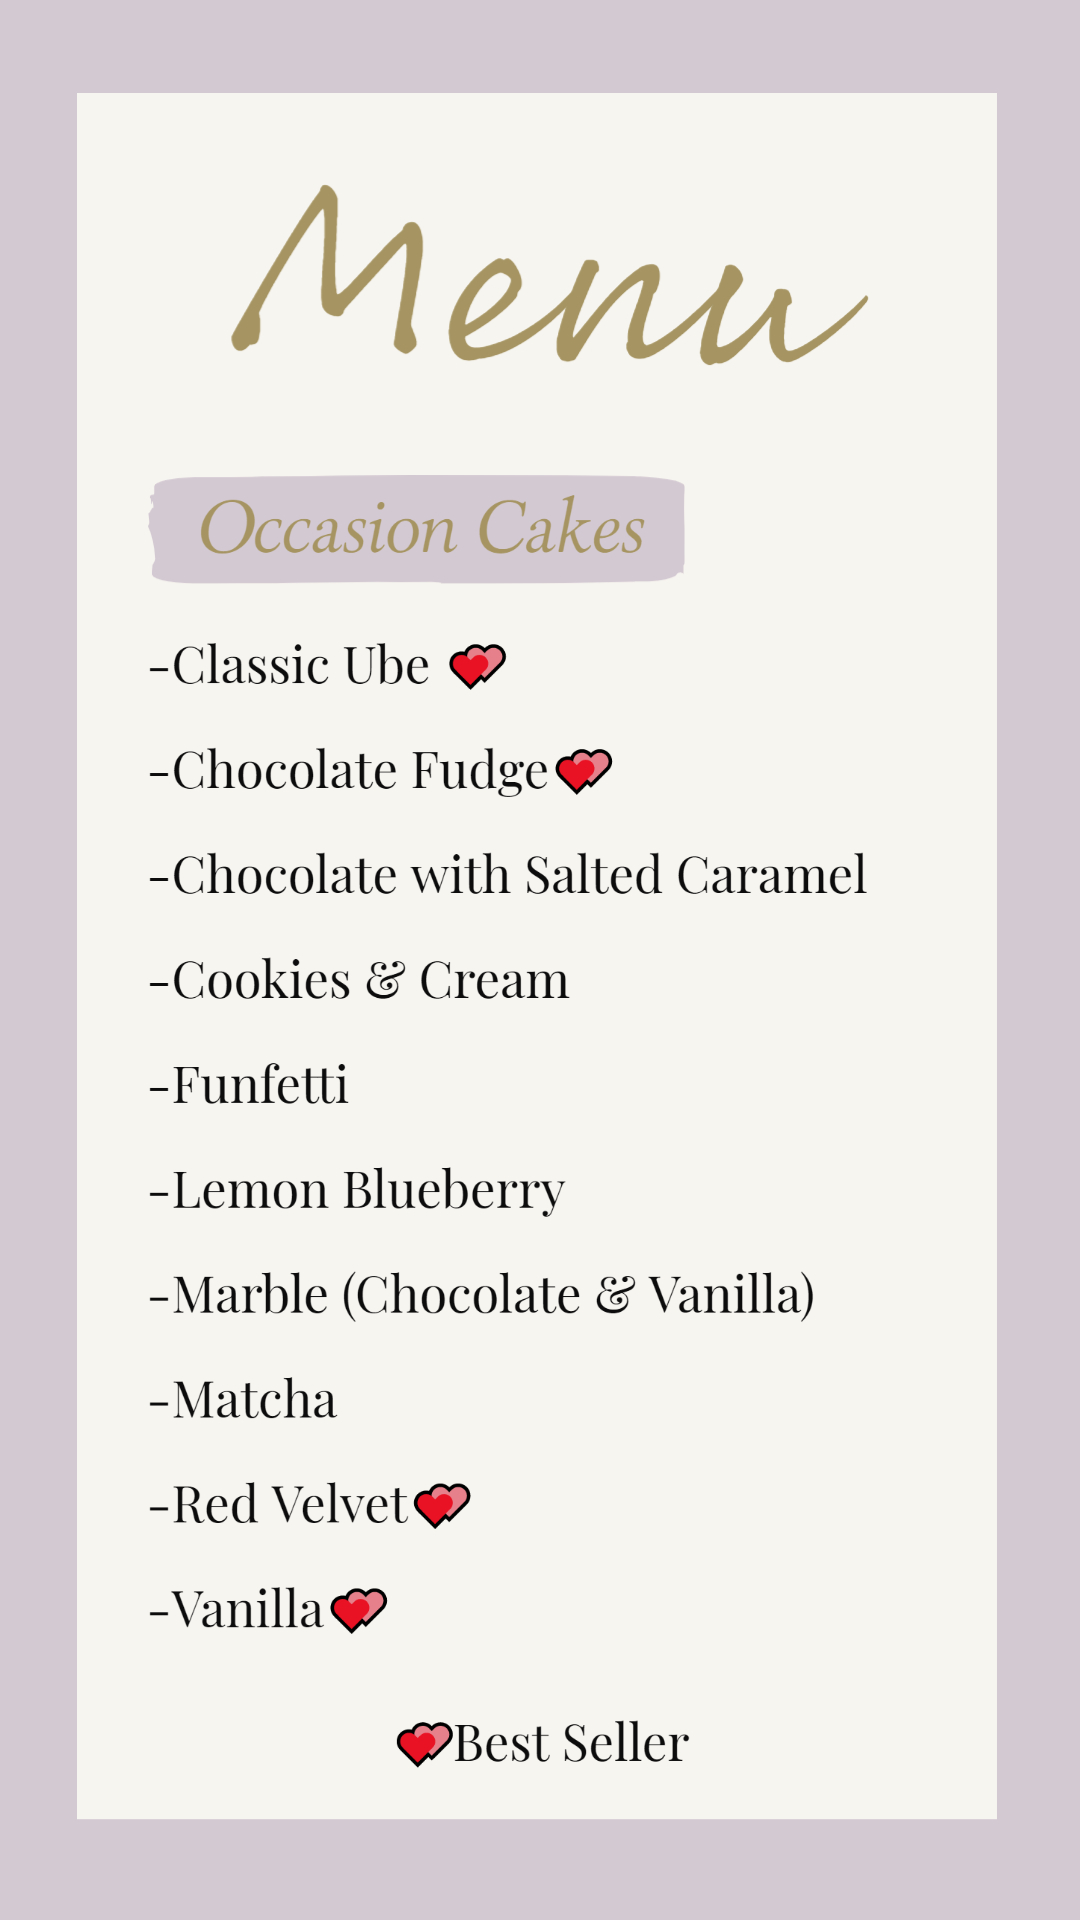 Menu
Occasion Cakes
-Classic Ube 💕
-Chocolate Fudge💕
-Chocolate with Salted Caramel
-Cookies & Cream
-Funfetti
-Lemon Blueberry
-Marble (Chocolate & Vanilla)
-Matcha
-Red Velvet💕
-Vanilla💕
💕Best Seller